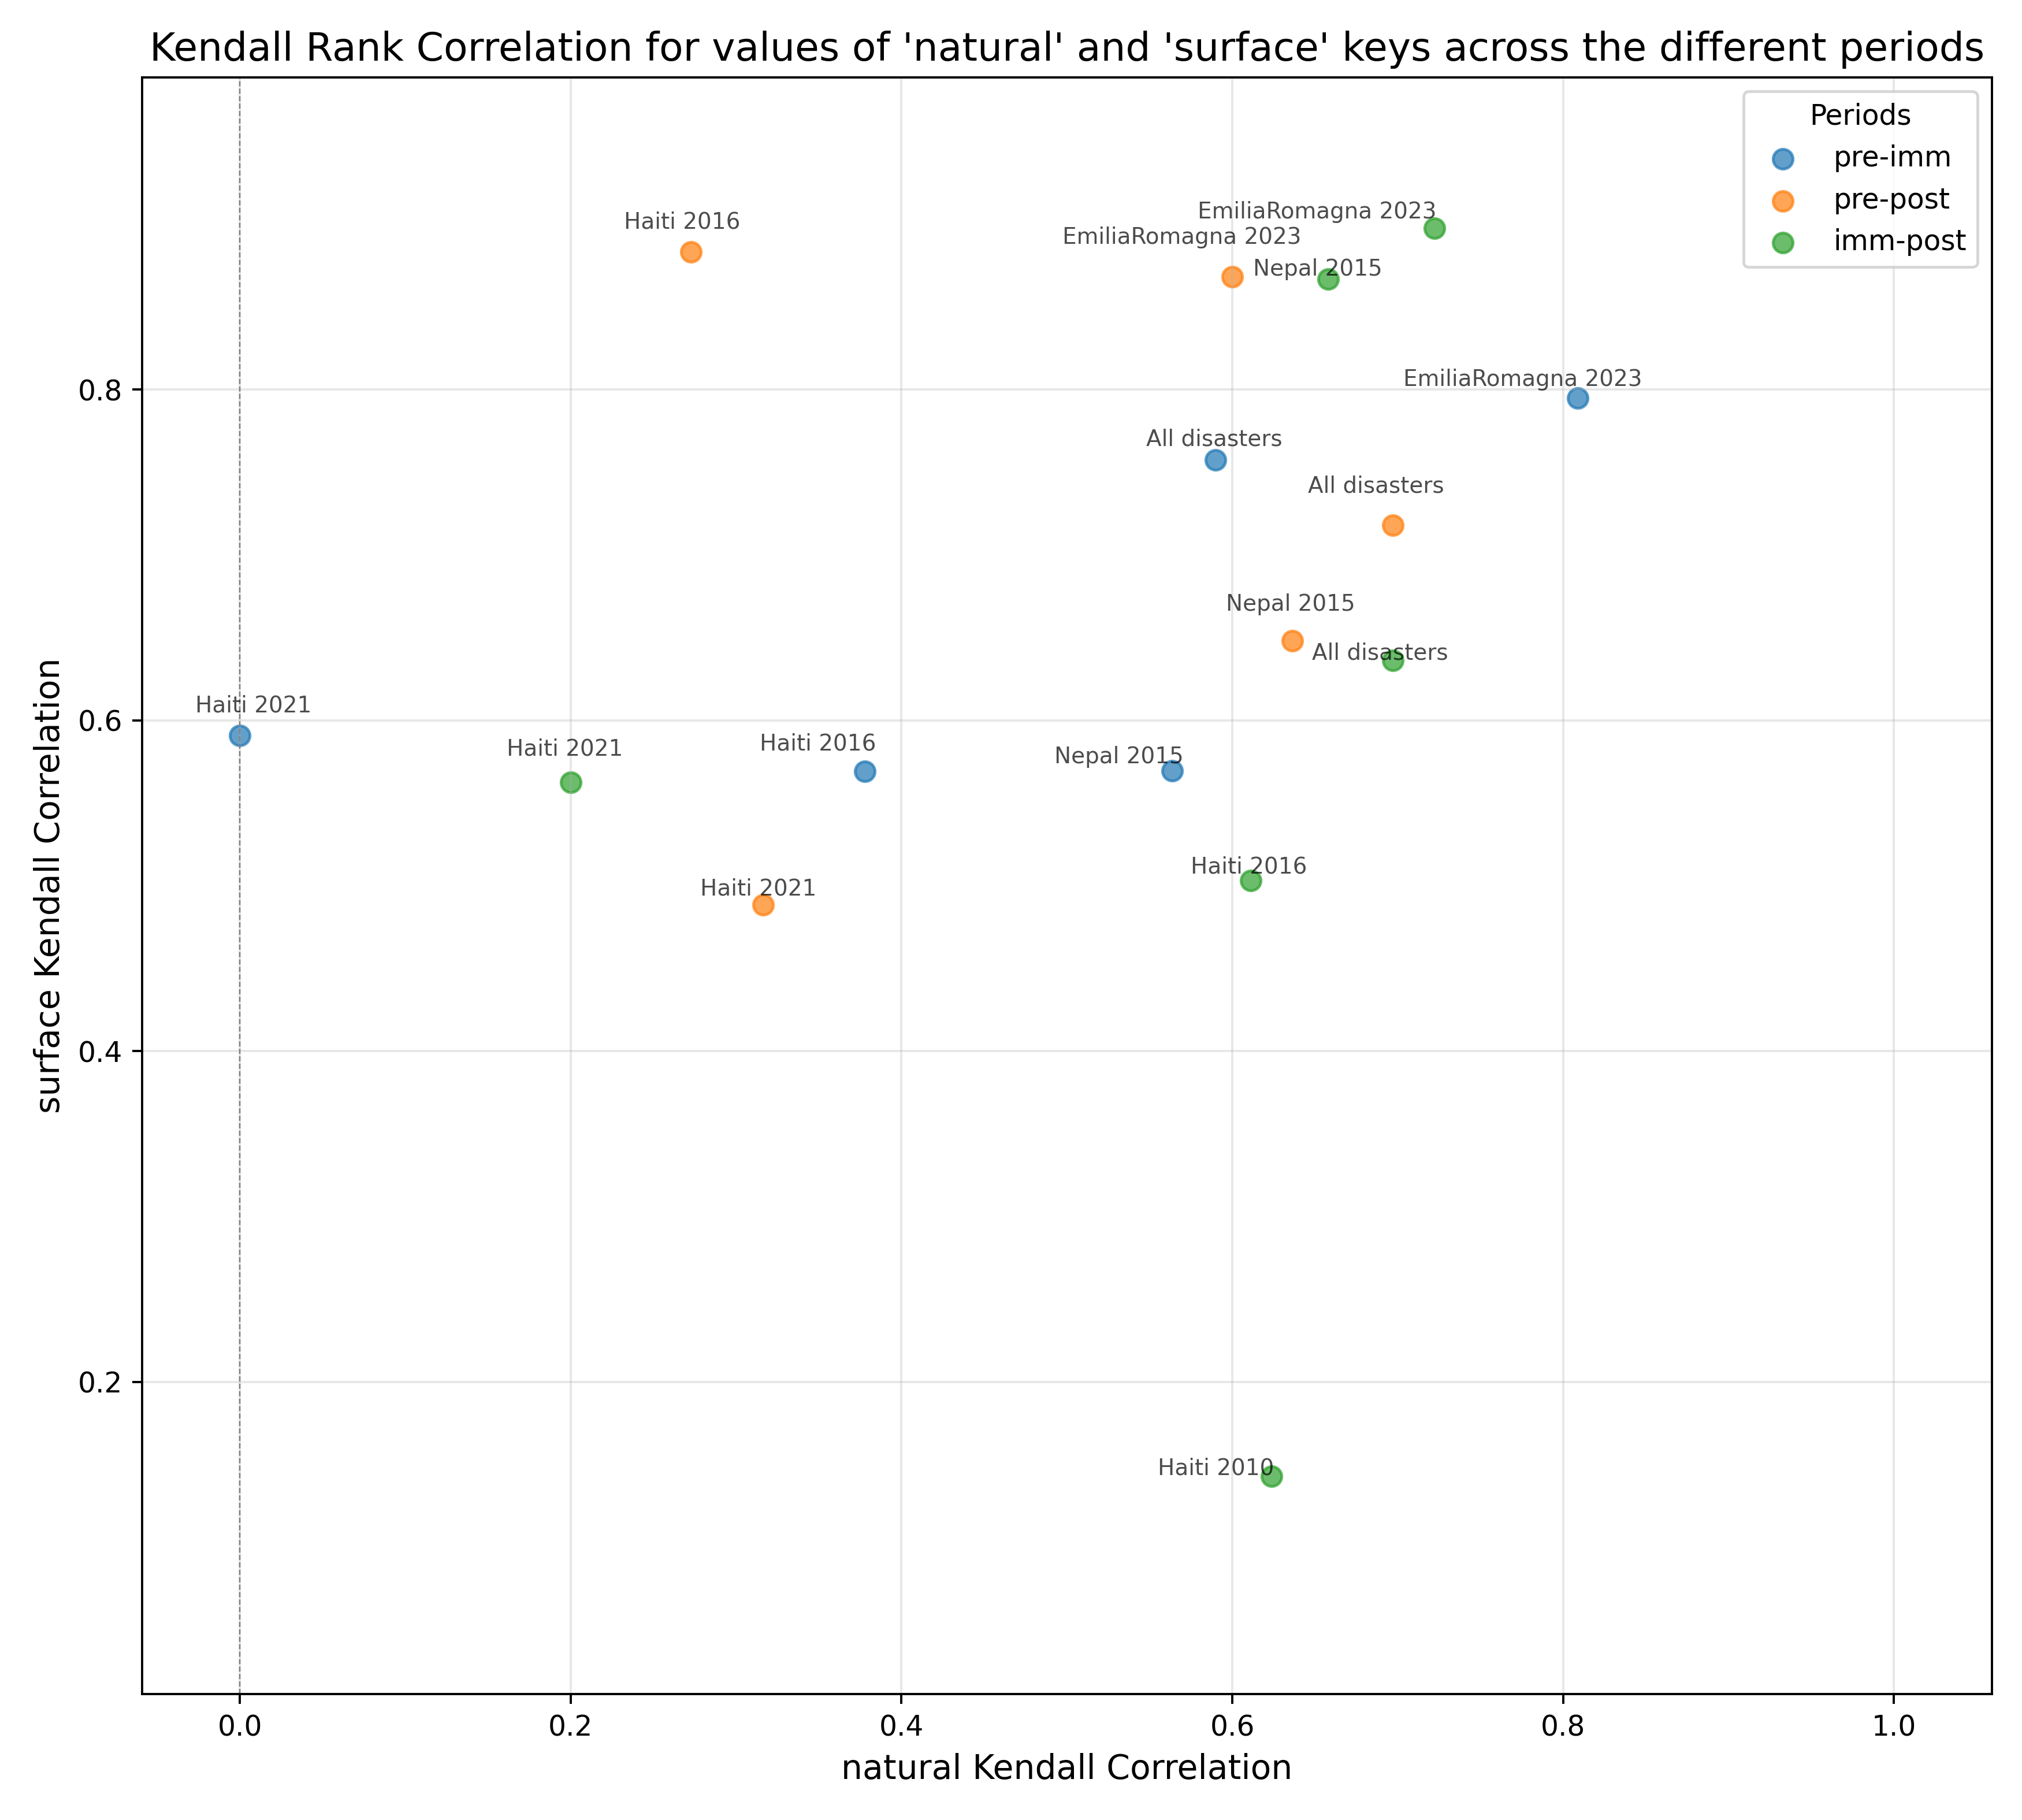 Kendall Rank Correlation for values of 'natural' and 'surface' keys across the different periods
Periods
pre-imm
pre-post
imm-post
EmiliaRomagna 2023
Haiti 2016
EmiliaRomagna 2023
Nepal 2015
EmiliaRomagna 2023
All disasters
All disasters
Nepal 2015
All disasters
Haiti 2021
Haiti 2021
Haiti 2016
Nepal 2015
Haiti 2016
Haiti 2021
Haiti 2010
surface Kendall Correlation
0.8
0.6
0.4
0.2
0.0
0.2
0.4
0.6
0.8
1.0
natural Kendall Correlation